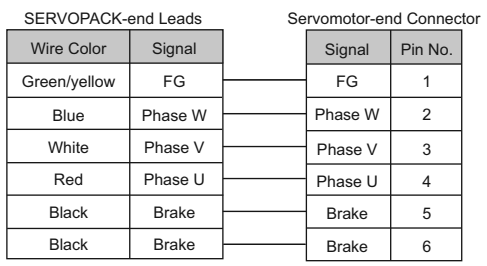 SERVOPACK-end Leads Servomotor-end Connector
Wire Color Signal Signal Pin No.
Green/yellow FG FG 1
Blue Phase W Phase W 2
White Phase V Phase V 3
Red Phase U Phase U 4
Black Brake Brake 5
Black Brake Brake 6